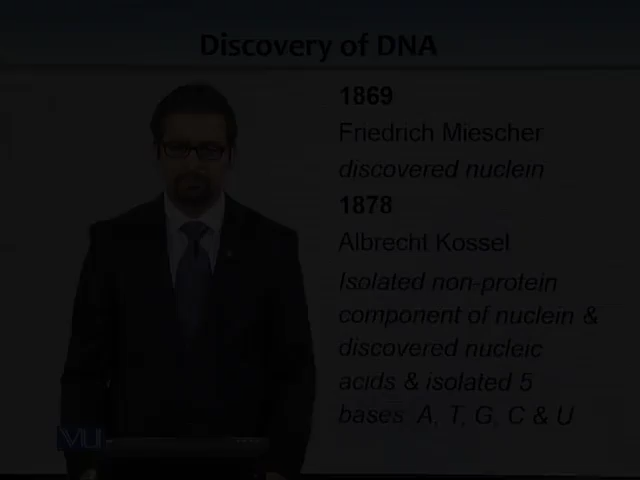 Discovery of DNA
1869
Friedrich Miescher
discovered nuclein
1878
Albrecht Kossel
Isolated non-protein
component of nuclein &
discovered nucleic
acids & isolated 5
bases A, T, G, C & U
VU